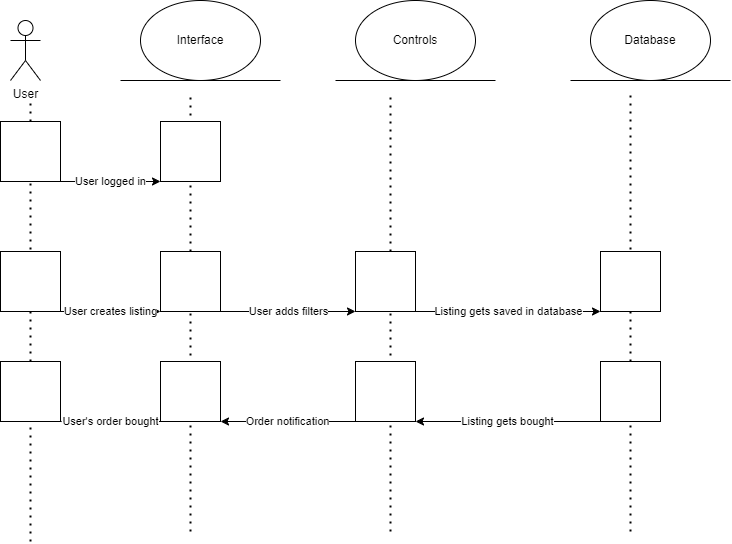 Interface
Controls
Database
User
User logged in
User creates listing
User adds filters
Listing gets saved in database
User's order bought
Order notification
Listing gets bought